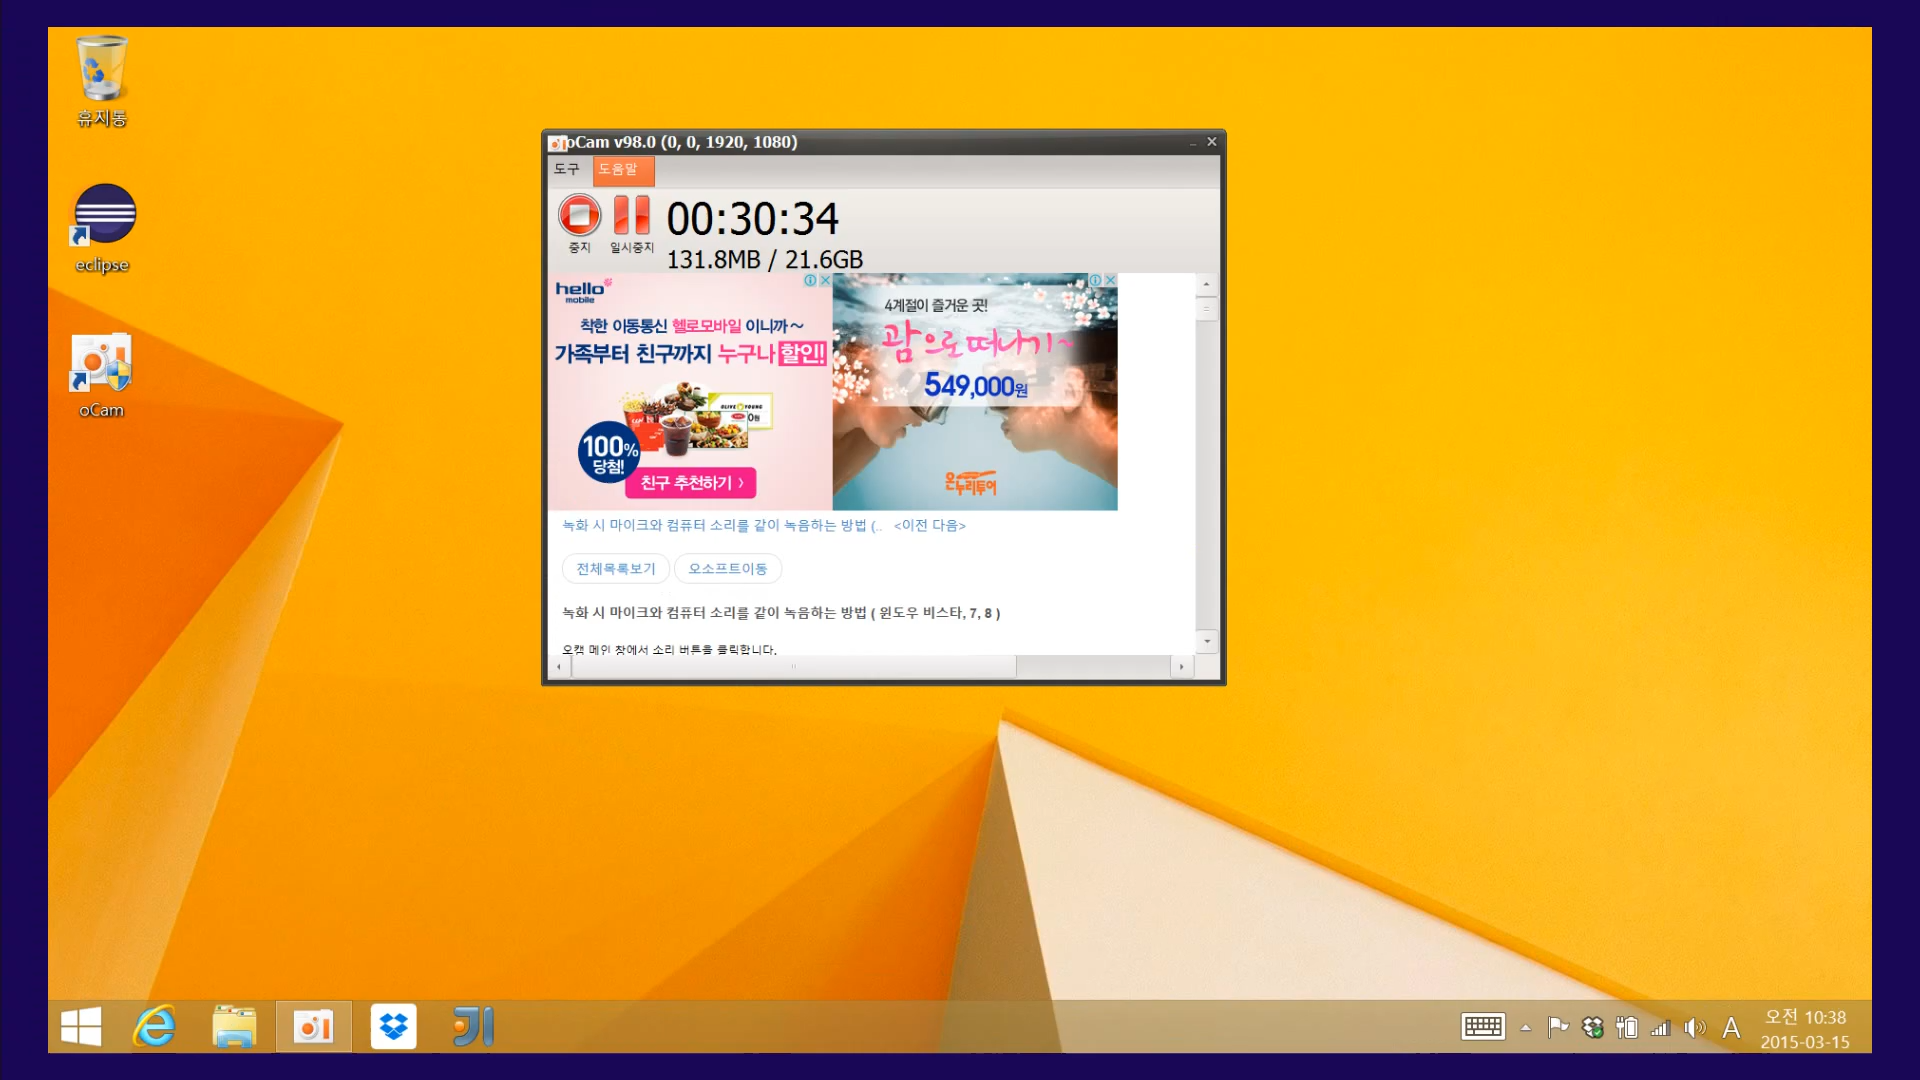 휴지통
eclipse
oCam
oCam v98.0 (0, 0, 1920, 1080)
도구 도움말
00:30:34
중지 일시중지
131.8MB / 21.6GB
hello
mobile
착한 이동통신 헬로모바일 이니까~
가족부터 친구까지 누구나 할인!
OLIVE YOUNG
0원
100%
당첨!
친구 추천하기 >
4계절이 즐거운 곳!
괌으로 떠나기~
549,000원
온누리투어
녹화 시 마이크와 컴퓨터 소리를 같이 녹음하는 방법 (.. <이전 다음>
전체목록보기 오소프트이동
녹화 시 마이크와 컴퓨터 소리를 같이 녹음하는 방법 ( 윈도우 비스타, 7, 8 )
오캠 메인 창에서 소리 버튼을 클릭합니다.
A
오전 10:38
2015-03-15